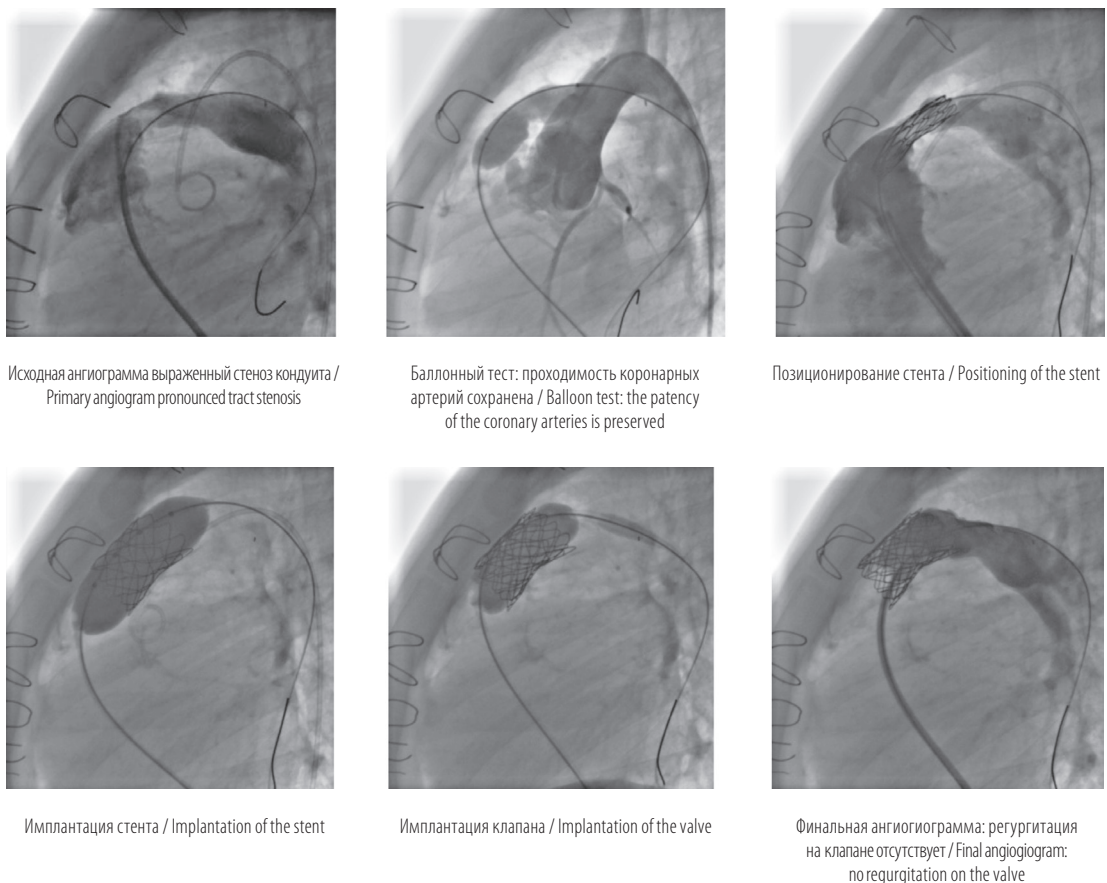 Исходная ангиограмма выраженный стеноз кондуита /
Primary angiogram pronounced tract stenosis
Баллонный тест: проходимость коронарных
артерий сохранена / Balloon test: the patency
of the coronary arteries is preserved
Позиционирование стента / Positioning of the stent
Имплантация стента / Implantation of the stent
Имплантация клапана / Implantation of the valve
Финальная ангиогиограмма: регургитация
на клапане отсутствует / Final angiogiogram:
no regurgitation on the valve